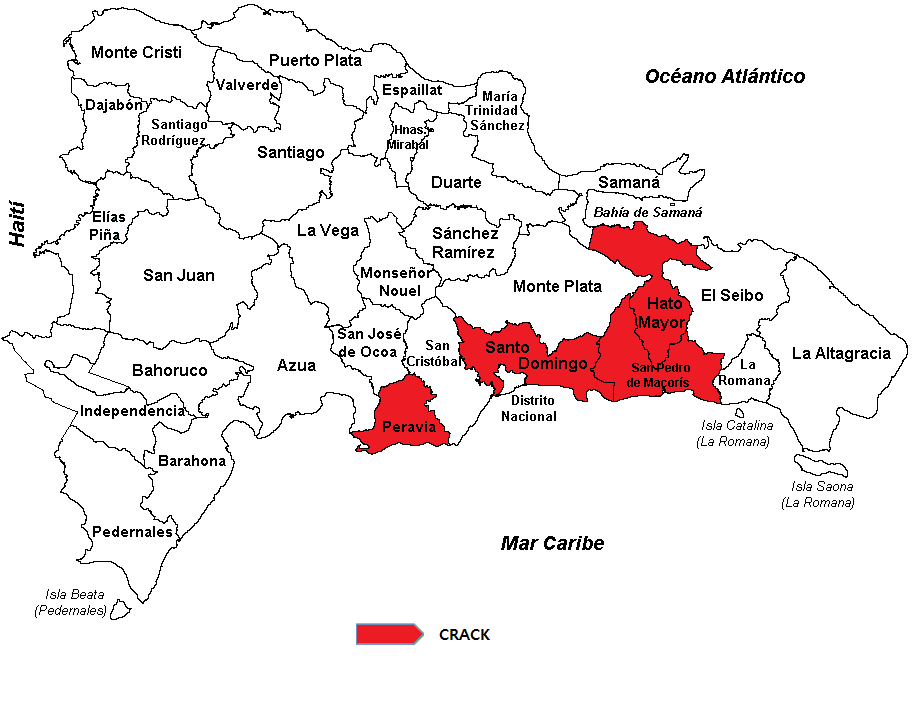 Monte Cristi
Puerto Plata
Océano Atlántico
Valverde
Espaillat
Dajabón
María
Trinidad
Sánchez
Santiago
Rodríguez
Hnas.
Mirabal
Santiago
Duarte
Samaná
Haití
Elías
Piña
Bahía de Samaná
La Vega
Sánchez
Ramírez
San Juan
Monseñor
Nouel
Monte Plata
El Seibo
Hato
Mayor
San José
de Ocoa
San
Cristóbal
Santo
Domingo
La Altagracia
Azua
Bahoruco
San Pedro
de Macorís
La
Romana
Independencia
Distrito
Nacional
Peravia
Isla Catalina
(La Romana)
Barahona
Isla Saona
(La Romana)
Pedernales
Mar Caribe
Isla Beata
(Pedernales)
CRACK